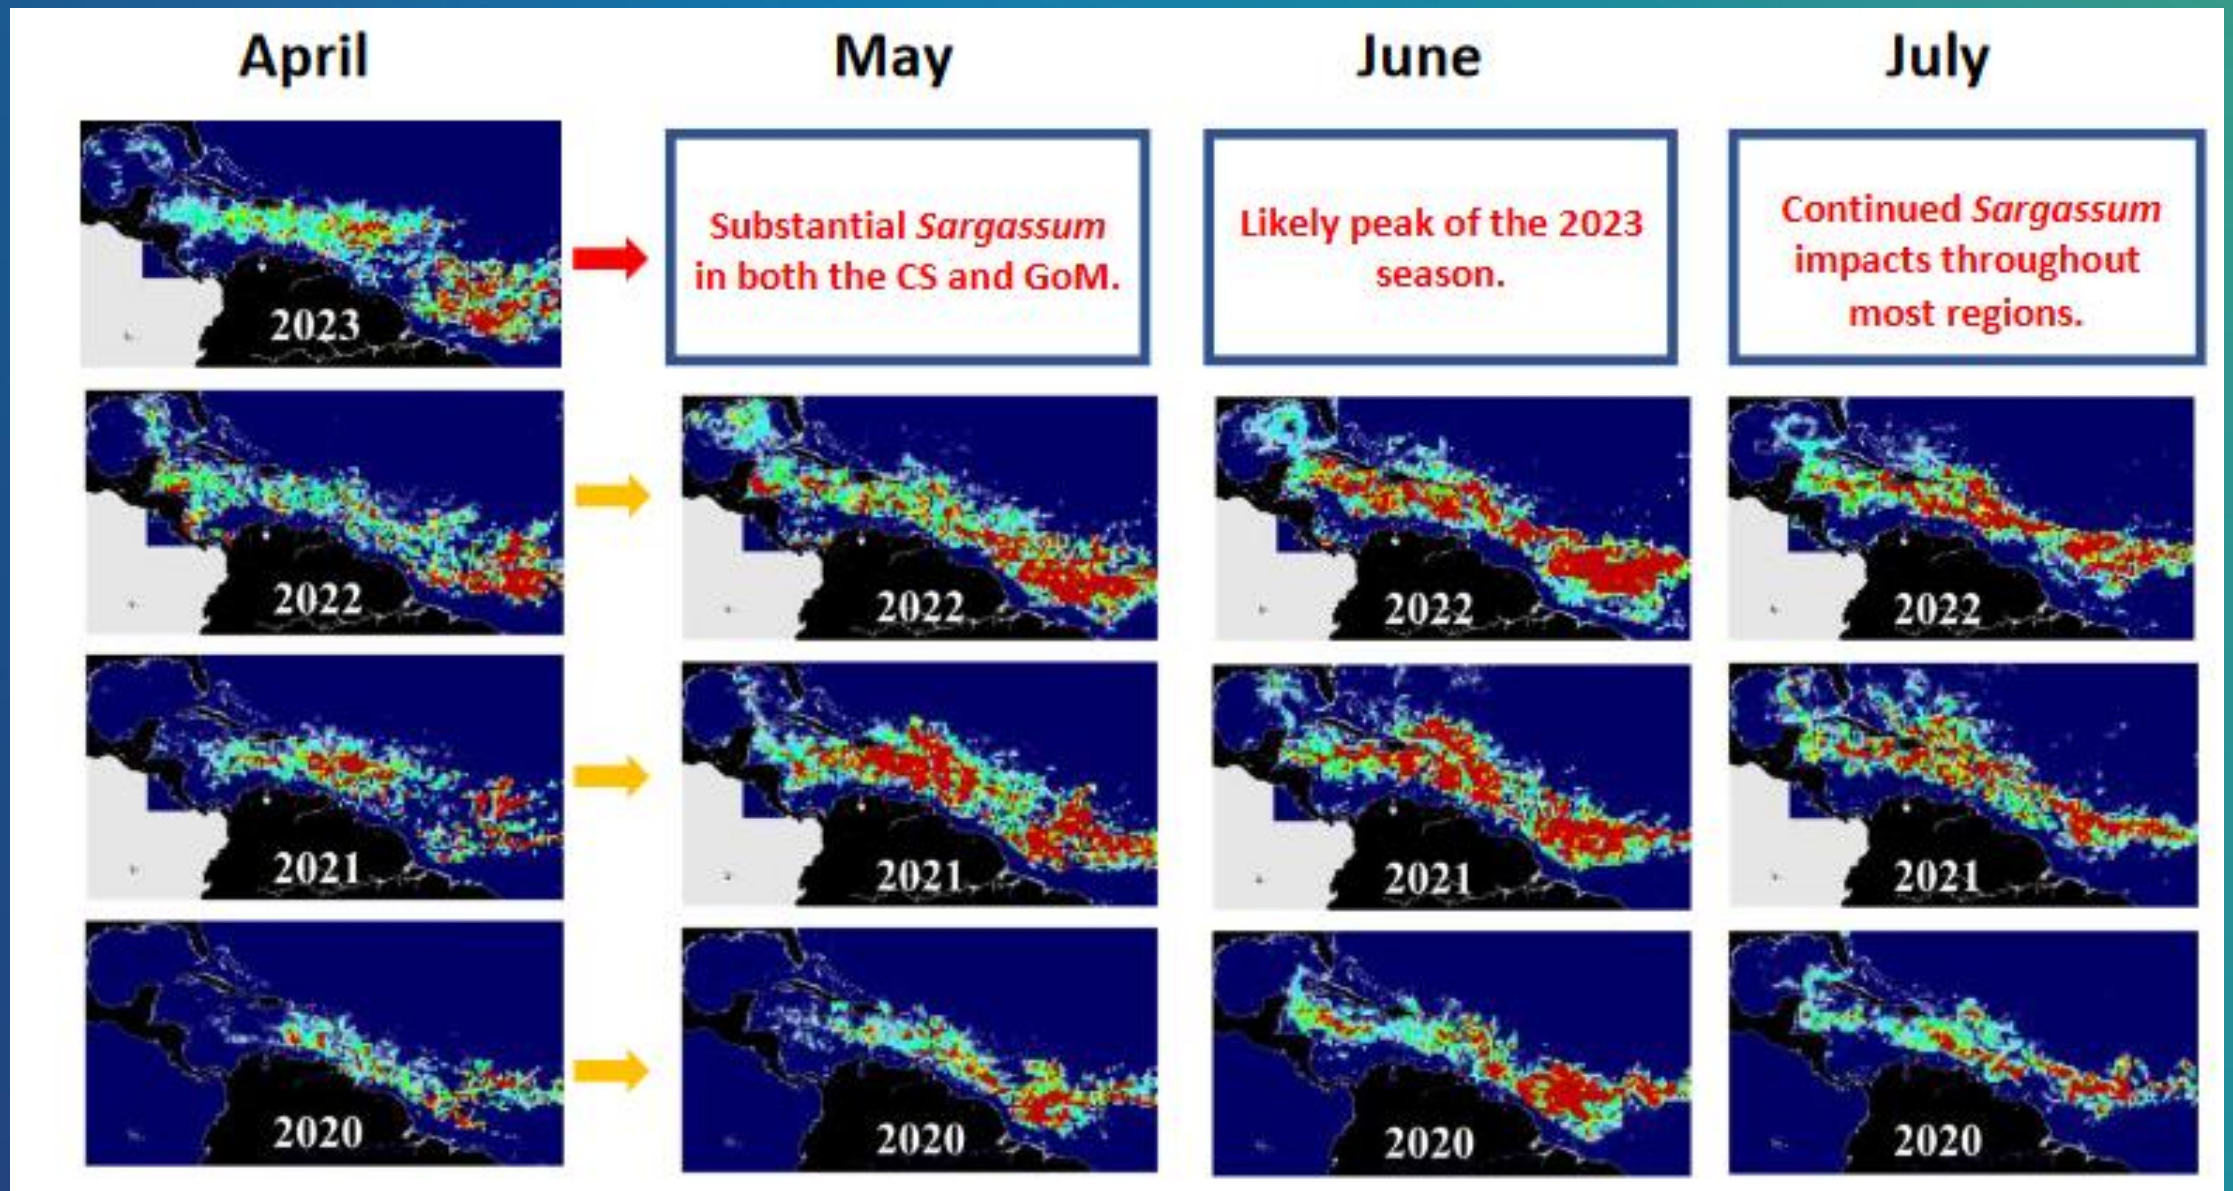 April
May
June
July
2023
Substantial Sargassum
in both the CS and GoM.
Likely peak of the 2023
season.
Continued Sargassum
impacts throughout
most regions.
2022
2022
2022
2022
2021
2021
2021
2021
2020
2020
2020
2020